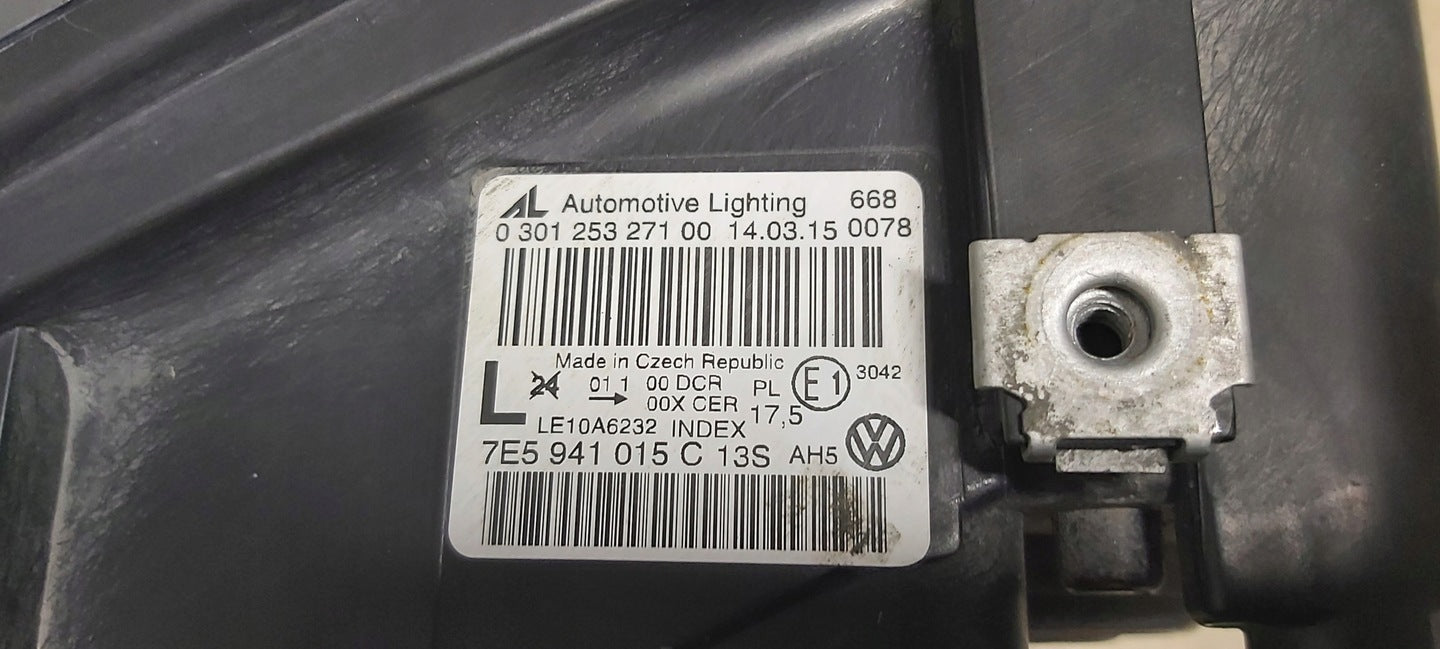 AL Automotive Lighting 668
0 301 253 271 00 14.03.15 0078
Made in Czech Republic
L 24 01 1 00 DCR PL E1 3042
00X CER 17,5
LE10A6232 INDEX
7E5 941 015 C 13S AH5 VW